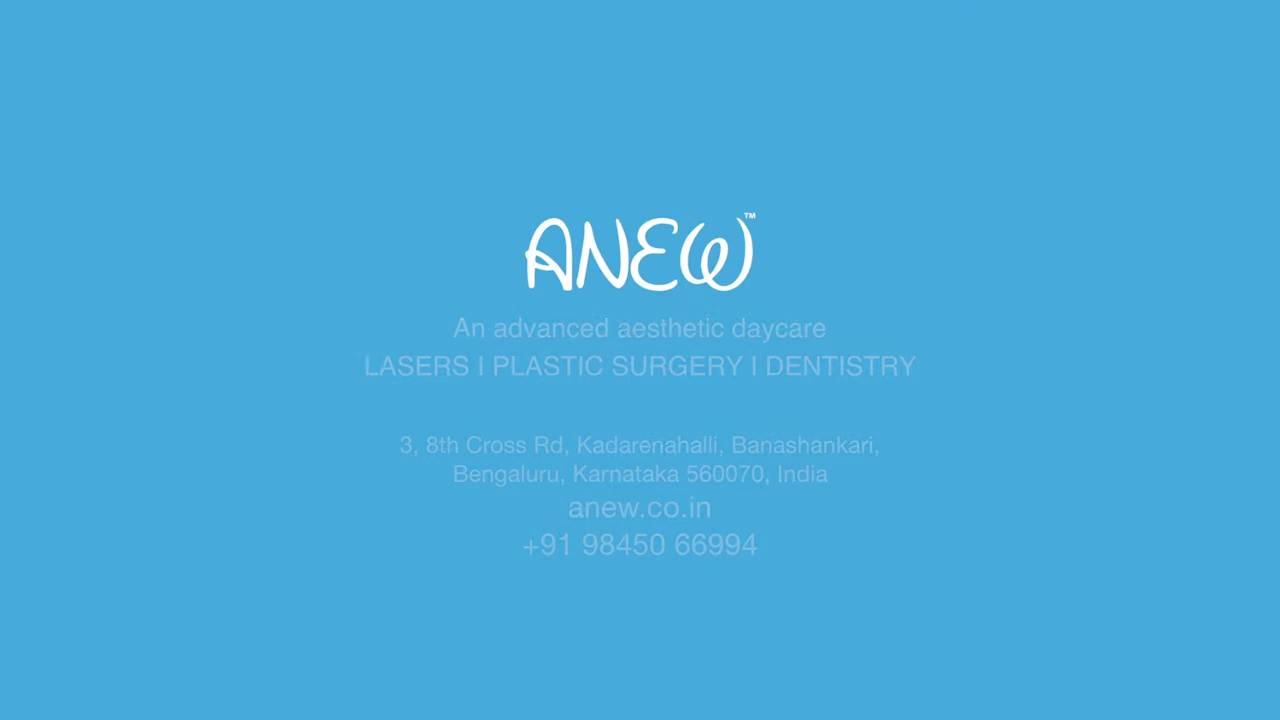 ANEW™
An advanced aesthetic daycare
LASERS I PLASTIC SURGERY I DENTISTRY
3, 8th Cross Rd, Kadarenahalli, Banashankari,
Bengaluru, Karnataka 560070, India
anew.co.in
+91 98450 66994